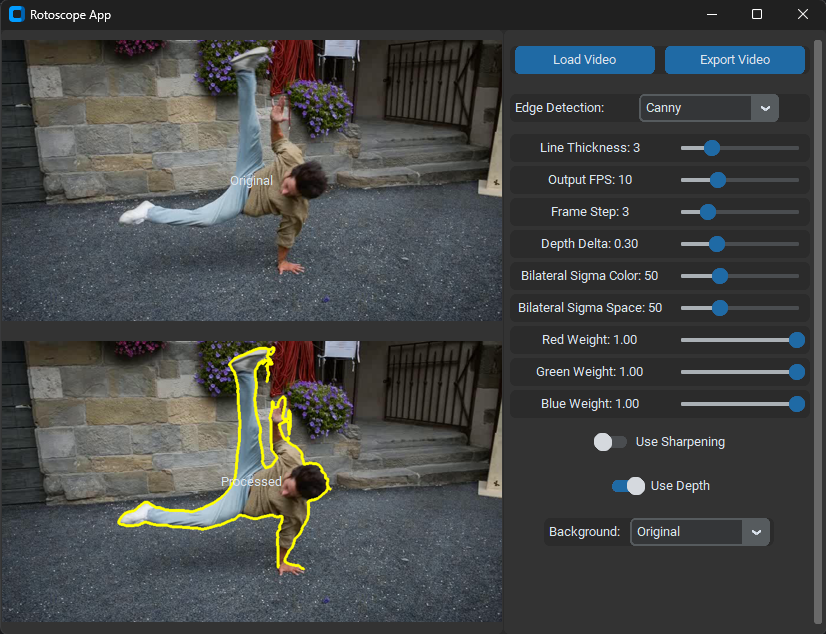 Rotoscope App
Original
Processed
Load Video
Export Video
Edge Detection:
Canny
Line Thickness: 3
Output FPS: 10
Frame Step: 3
Depth Delta: 0.30
Bilateral Sigma Color: 50
Bilateral Sigma Space: 50
Red Weight: 1.00
Green Weight: 1.00
Blue Weight: 1.00
Use Sharpening
Use Depth
Background:
Original